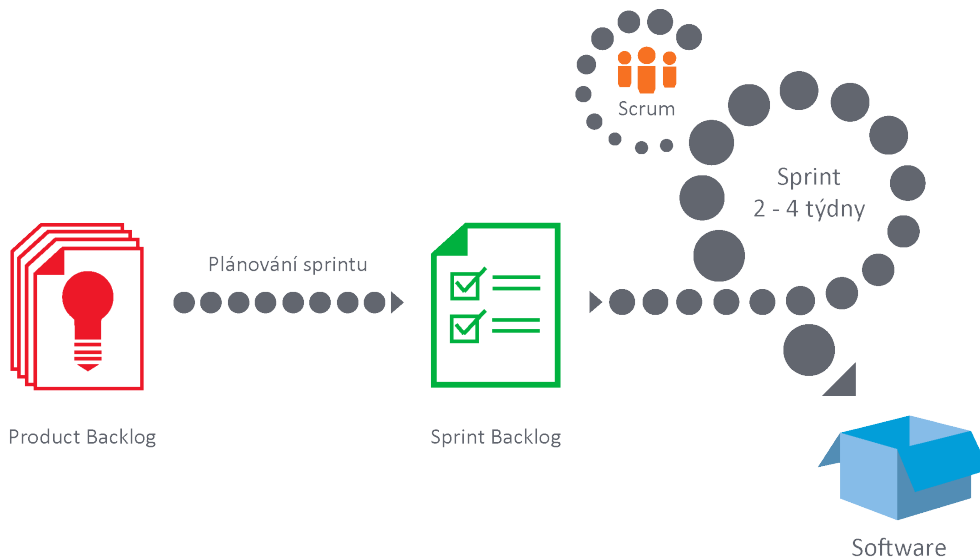 Scrum
Sprint
2 - 4 týdny
Plánování sprintu
Product Backlog
Sprint Backlog
Software